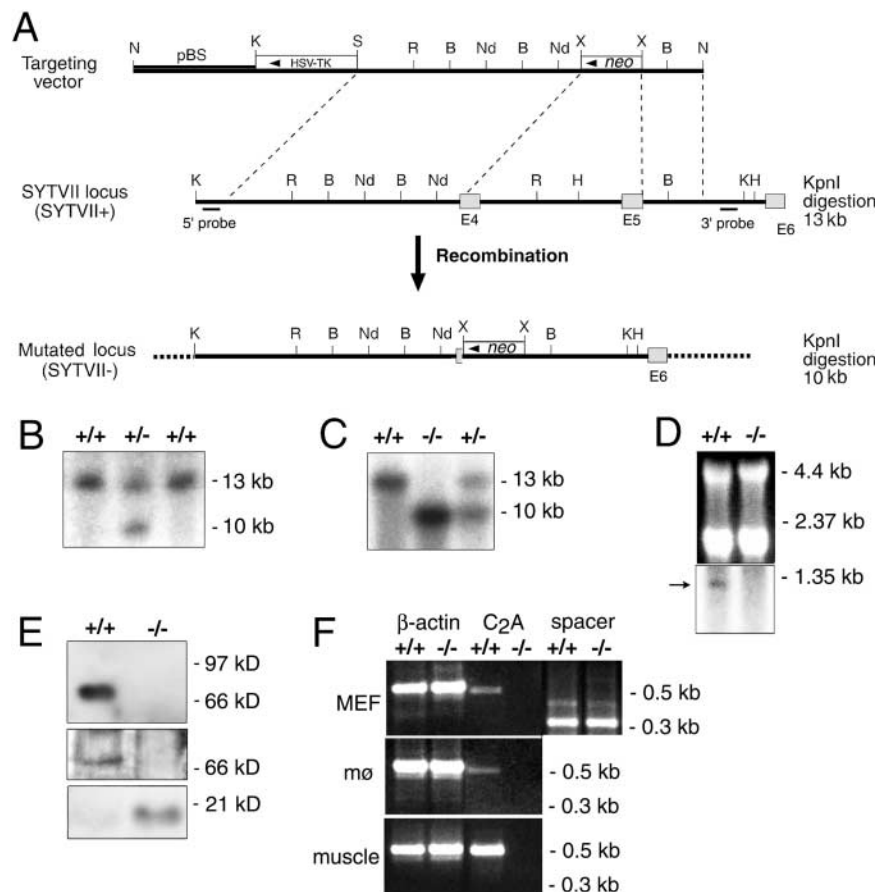 A
N pBS K S R B Nd B Nd X X B N
Targeting vector
HSV-TK
neo
K R B Nd B Nd R H B KH
SYTVII locus (SYTVII+)
KpnI digestion 13 kb
5' probe E4 E5 3' probe E6
Recombination
K R B Nd B Nd X X B KH
neo
Mutated locus (SYTVII-)
KpnI digestion 10 kb
E6
B
+/+ +/- +/+
- 13 kb
- 10 kb
C
+/+ -/- +/-
- 13 kb
- 10 kb
D
+/+ -/-
- 4.4 kb
- 2.37 kb
- 1.35 kb
E
+/+ -/-
- 97 kD
- 66 kD
- 66 kD
- 21 kD
F
β-actin C2A spacer
+/+ -/- +/+ -/- +/+ -/-
MEF
- 0.5 kb
- 0.3 kb
mø
- 0.5 kb
- 0.3 kb
muscle
- 0.5 kb
- 0.3 kb